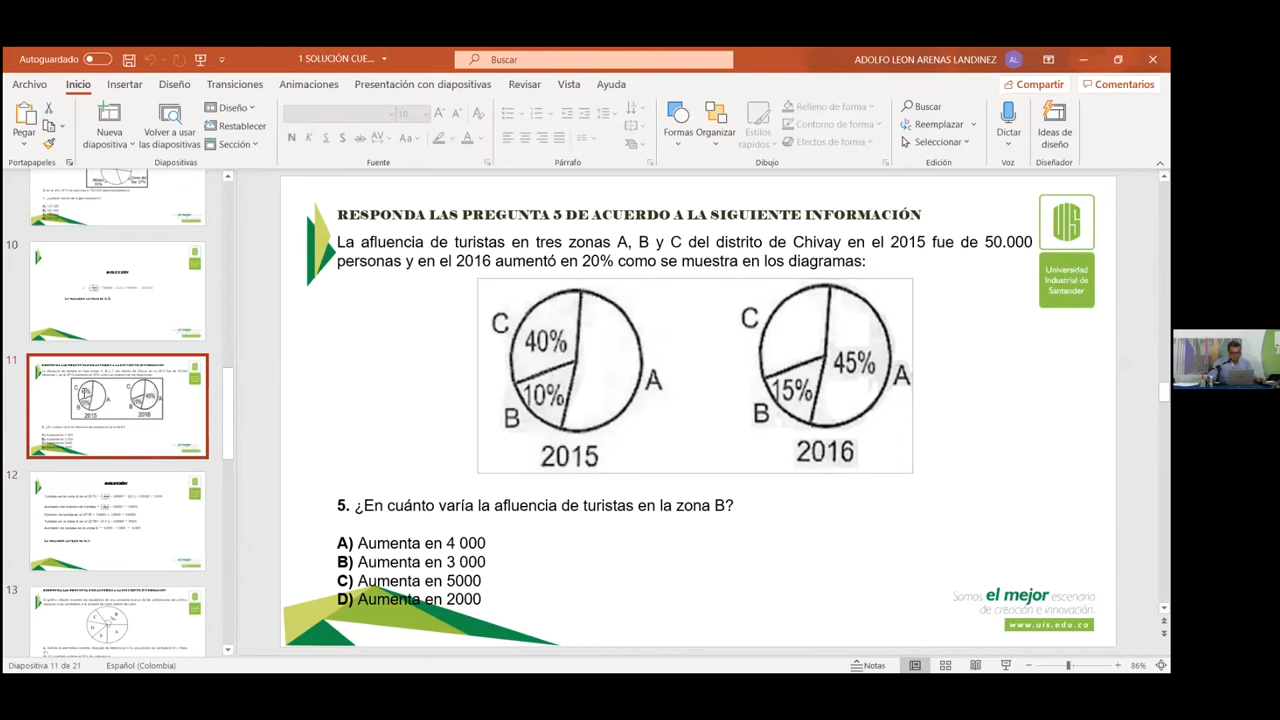 Autoguardado
1 SOLUCIÓN CUE...
Buscar
ADOLFO LEON ARENAS LANDINEZ
AL
Archivo
Inicio
Insertar
Diseño
Transiciones
Animaciones
Presentación con diapositivas
Revisar
Vista
Ayuda
Compartir
Comentarios
Pegar
Nueva diapositiva
Volver a usar las diapositivas
Diseño
Restablecer
Sección
18
N K S S ab AV Aa A
Formas
Organizar
Estilos rápidos
Relleno de forma
Contorno de forma
Efectos de forma
Buscar
Reemplazar
Seleccionar
Dictar
Ideas de diseño
Portapapeles
Diapositivas
Fuente
Párrafo
Dibujo
Edición
Voz
Diseñador
10
11
12
13
RESPONDA LAS PREGUNTA 5 DE ACUERDO A LA SIGUIENTE INFORMACIÓN
La afluencia de turistas en tres zonas A, B y C del distrito de Chivay en el 2015 fue de 50.000
personas y en el 2016 aumentó en 20% como se muestra en los diagramas:
C
40%
10%
B
A
2015
C
45%
15%
B
A
2016
5. ¿En cuánto varía la afluencia de turistas en la zona B?
A) Aumenta en 4 000
B) Aumenta en 3 000
C) Aumenta en 5000
D) Aumenta en 2000
UIS
Universidad
Industrial de
Santander
Somos el mejor escenario
de creación e innovación.
www.uis.edu.co
Diapositiva 11 de 21
Español (Colombia)
Notas
86%